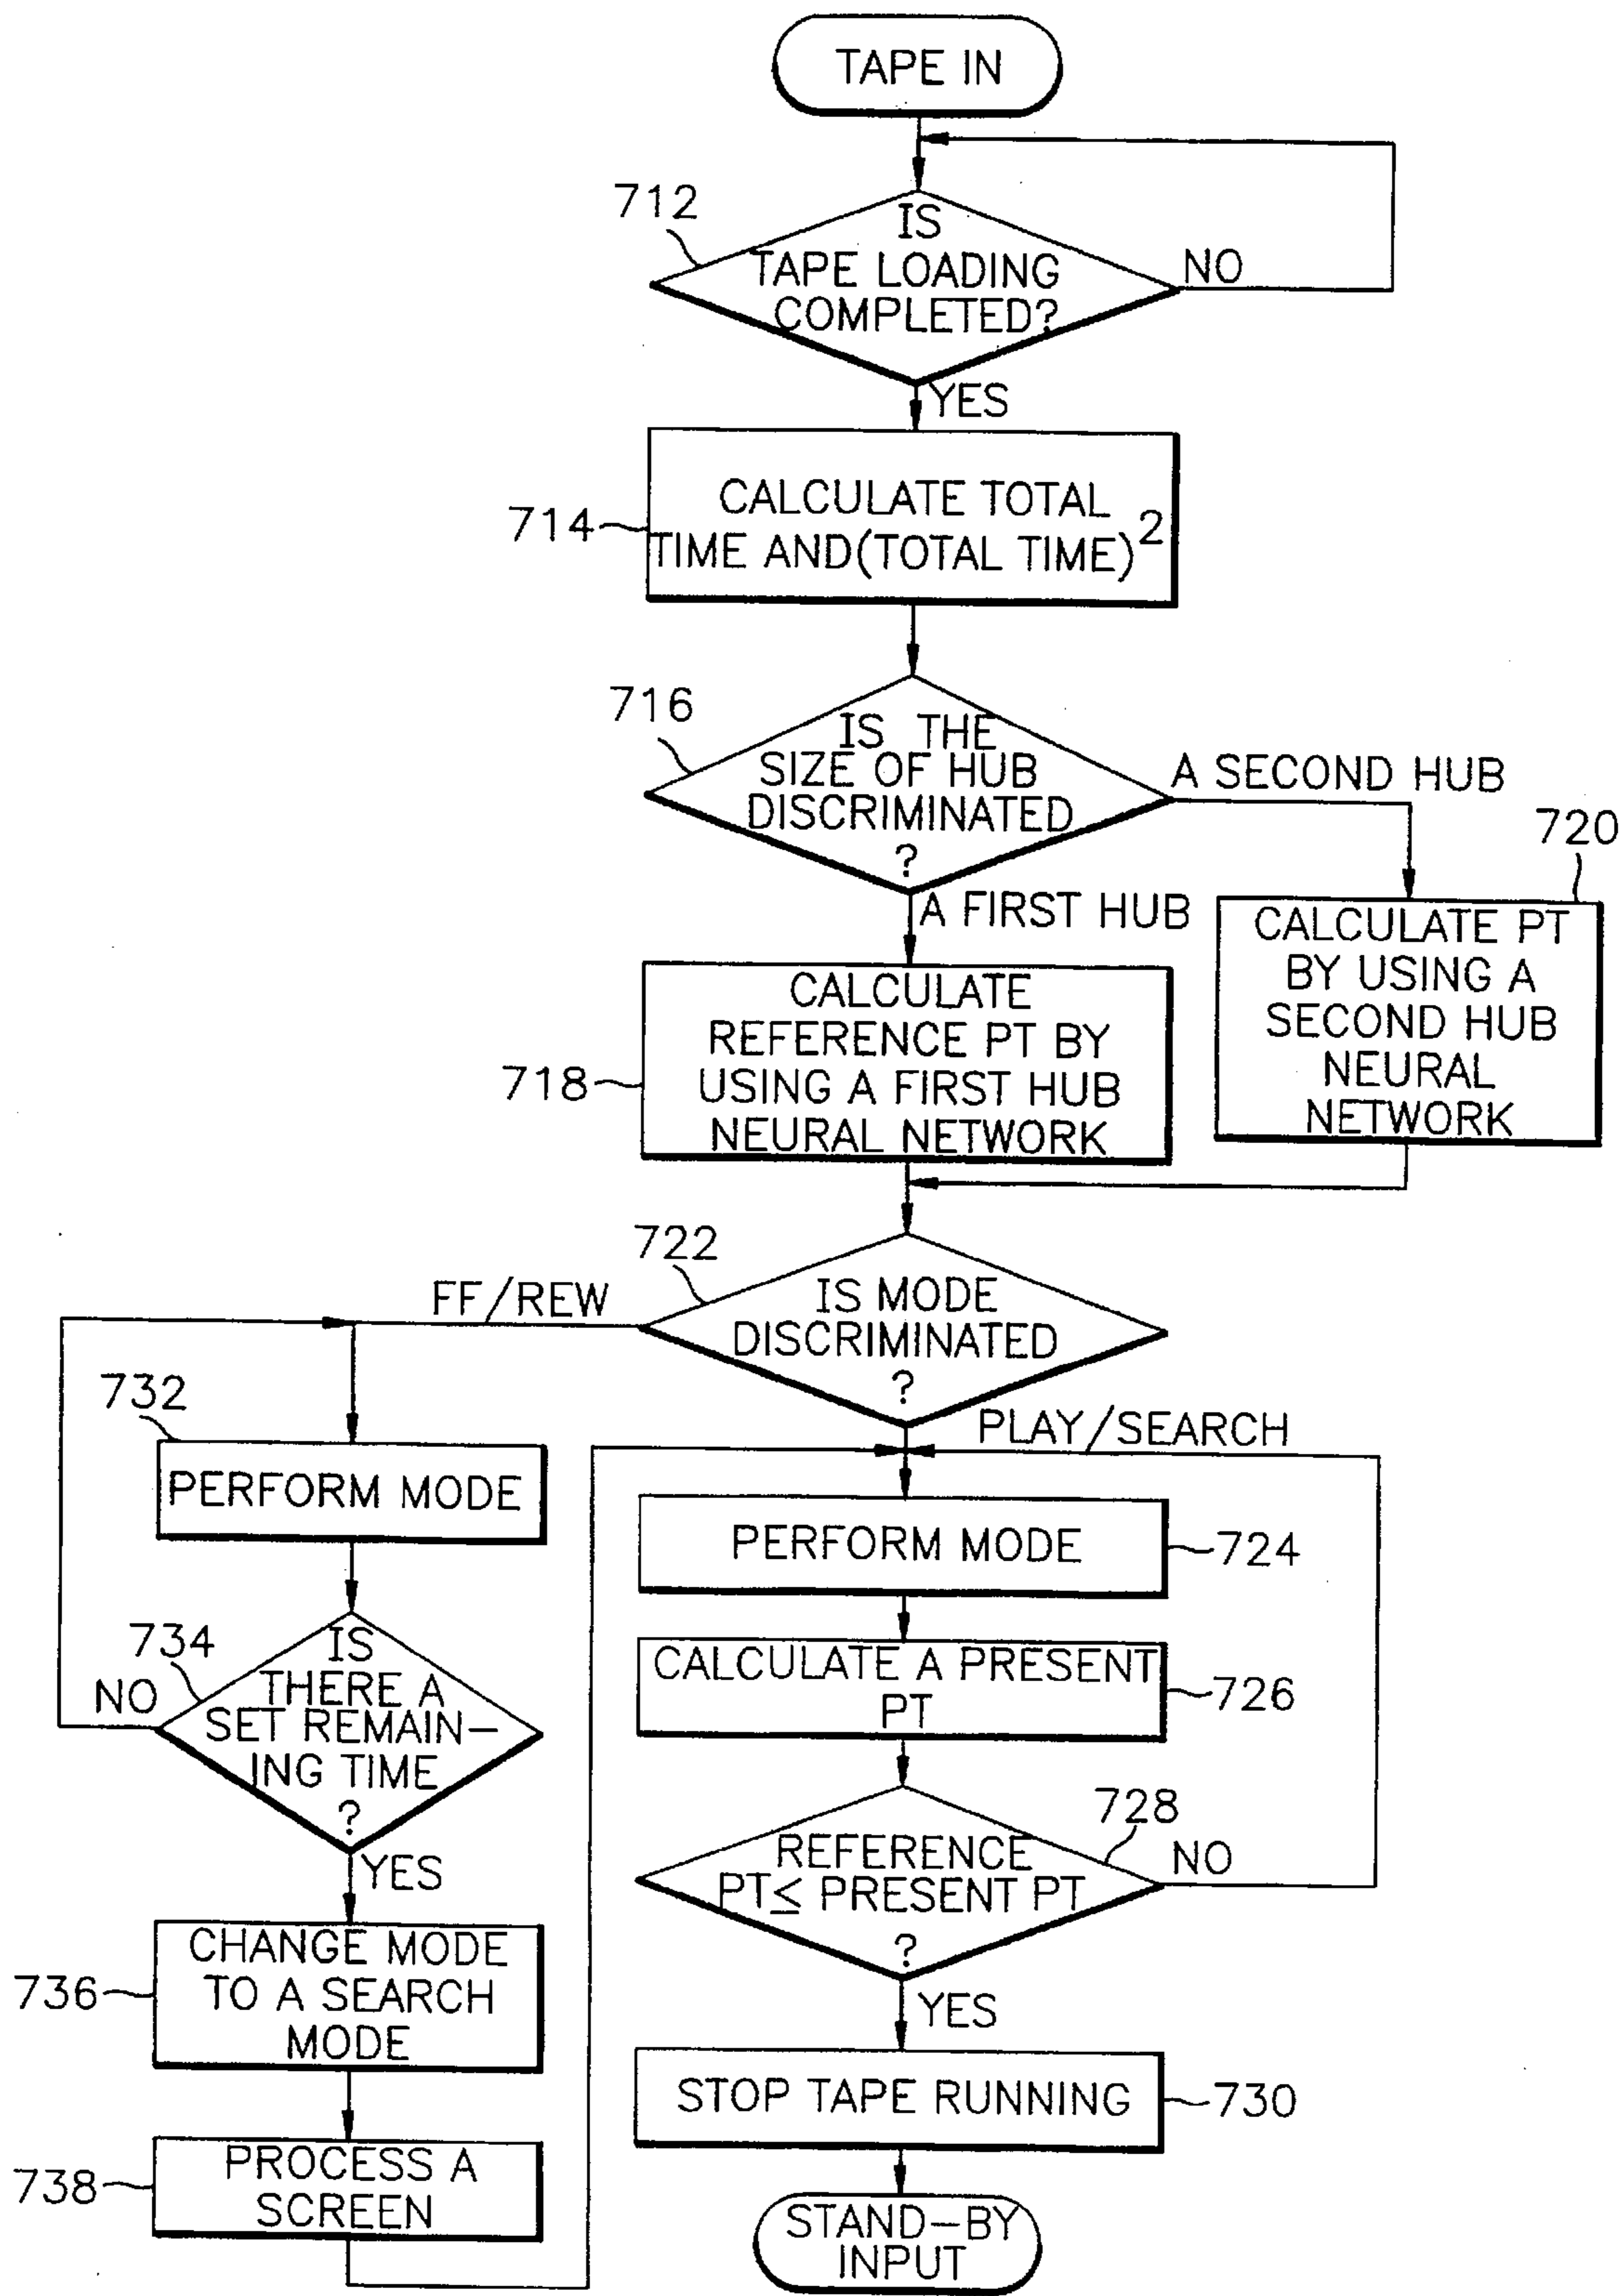 TAPE IN
712
IS
TAPE LOADING
COMPLETED?
NO
YES
714
CALCULATE TOTAL
TIME AND(TOTAL TIME)²
716
IS THE
SIZE OF HUB
DISCRIMINATED
?
A SECOND HUB
720
A FIRST HUB
CALCULATE PT
BY USING A
SECOND HUB
NEURAL
NETWORK
718
CALCULATE
REFERENCE PT BY
USING A FIRST HUB
NEURAL NETWORK
722
FF/REW
IS MODE
DISCRIMINATED
?
PLAY/SEARCH
732
PERFORM MODE
734
IS
THERE A
SET REMAIN-
ING TIME
?
NO
YES
736
CHANGE MODE
TO A SEARCH
MODE
738
PROCESS A
SCREEN
PERFORM MODE
724
CALCULATE A PRESENT
PT
726
728
REFERENCE
PT≤ PRESENT PT
?
NO
YES
STOP TAPE RUNNING
730
STAND-BY
INPUT